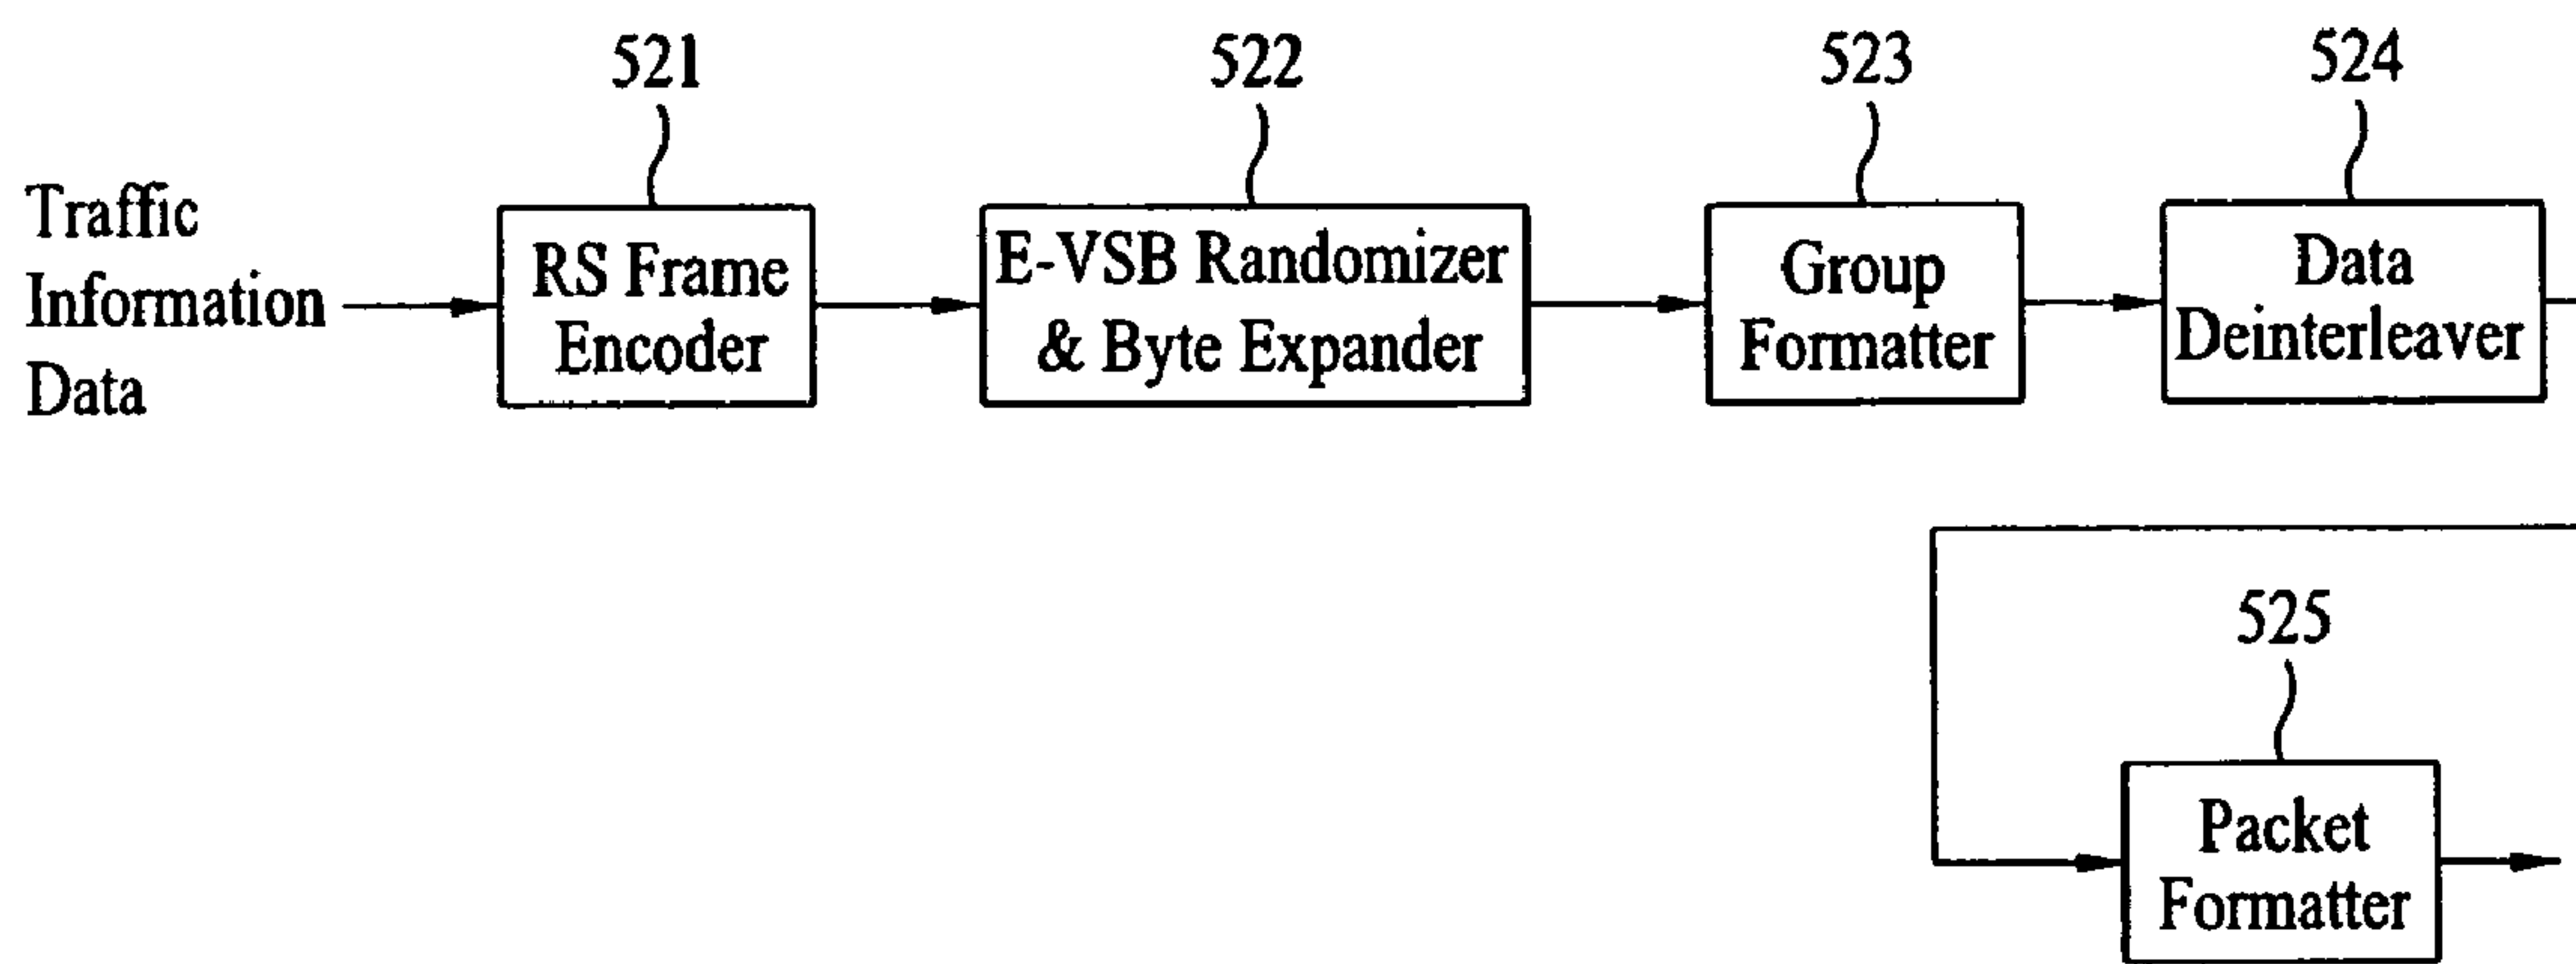 521
522
523
524
Traffic
Information
Data
RS Frame
Encoder
E-VSB Randomizer
& Byte Expander
Group
Formatter
Data
Deinterleaver
525
Packet
Formatter